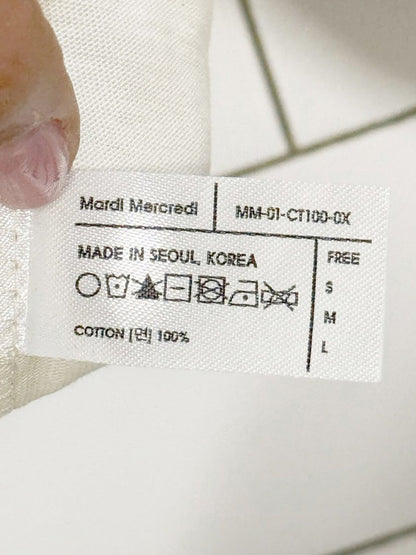 Mardi Mercredi
MM-01-CT100-0X
MADE IN SEOUL, KOREA
COTTON [면] 100%
FREE
S
M
L